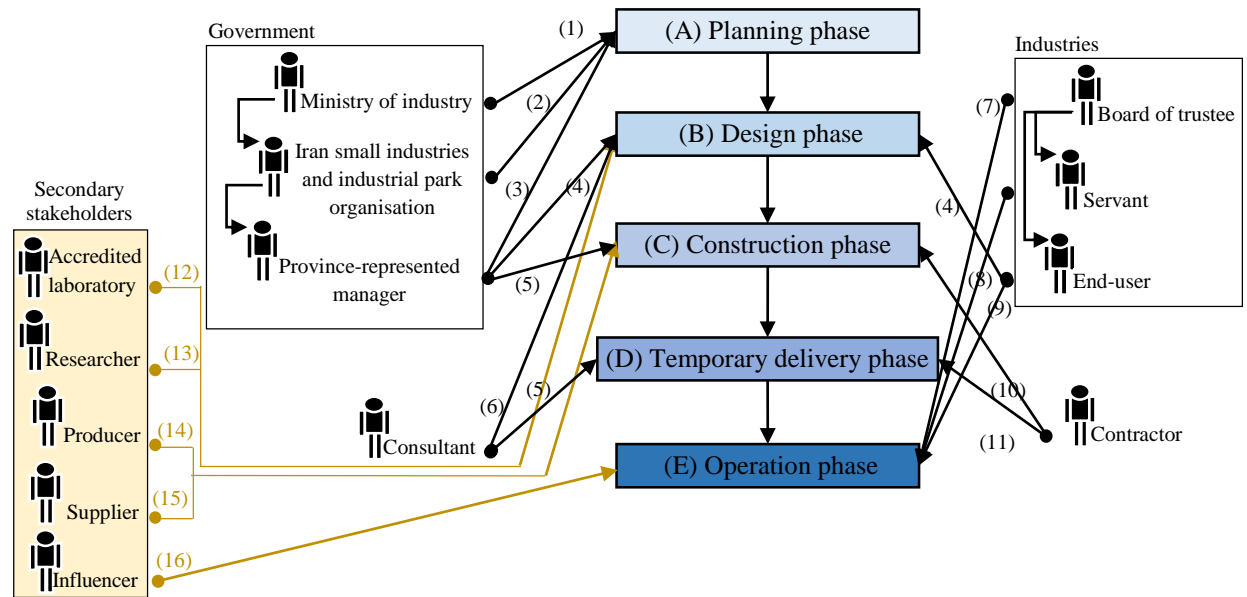 Government
(1)
(A) Planning phase
Industries
Ministry of industry
(2)
(7)
Board of trustee
(B) Design phase
Iran small industries
and industrial park
organisation
(3)
(4)
(4)
Servant
Secondary
stakeholders
Accredited
laboratory
(12)
Province-represented
manager
(5)
(C) Construction phase
(8)
(9)
End-user
Researcher
(13)
(D) Temporary delivery phase
(5)
(10)
Producer
(14)
(6)
Consultant
(11)
Contractor
(E) Operation phase
Supplier
(15)
Influencer
(16)